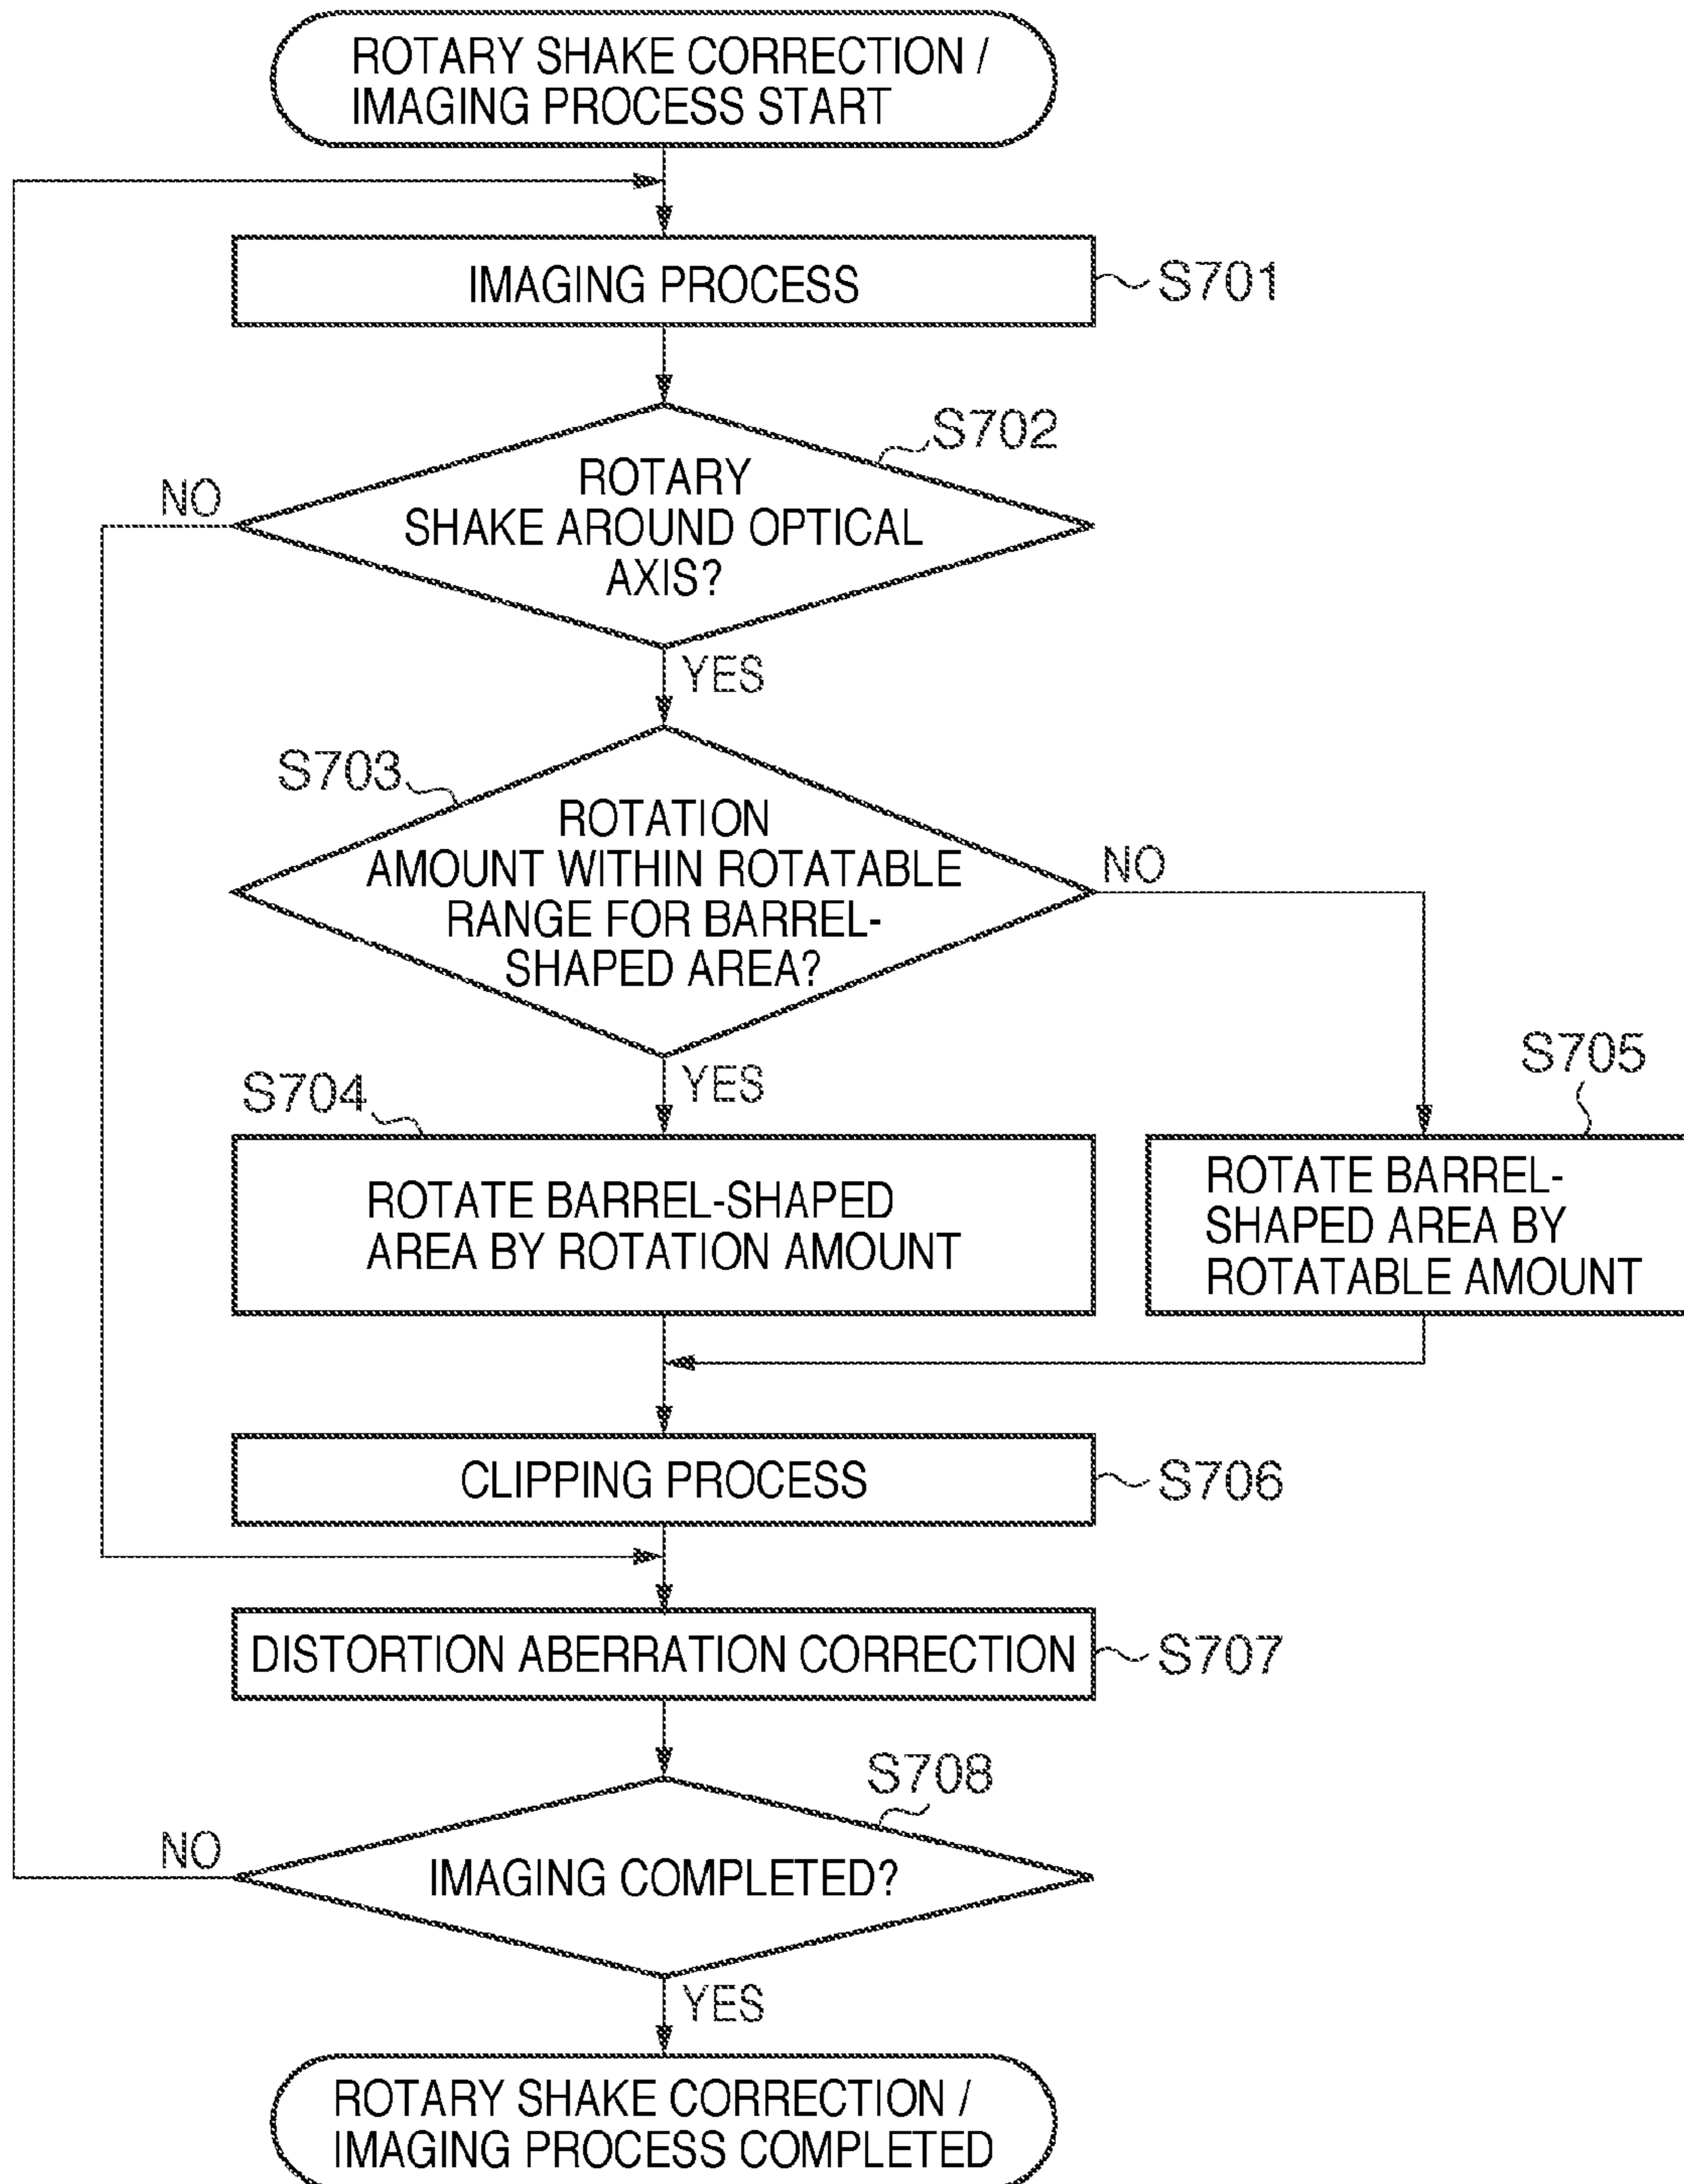 ROTARY SHAKE CORRECTION /
IMAGING PROCESS START
IMAGING PROCESS
S701
S702
ROTARY
SHAKE AROUND OPTICAL
AXIS?
NO
YES
S703
ROTATION
AMOUNT WITHIN ROTATABLE
RANGE FOR BARREL-
SHAPED AREA?
NO
YES
S704
ROTATE BARREL-SHAPED
AREA BY ROTATION AMOUNT
S705
ROTATE BARREL-
SHAPED AREA BY
ROTATABLE AMOUNT
CLIPPING PROCESS
S706
DISTORTION ABERRATION CORRECTION
S707
S708
IMAGING COMPLETED?
NO
YES
ROTARY SHAKE CORRECTION /
IMAGING PROCESS COMPLETED